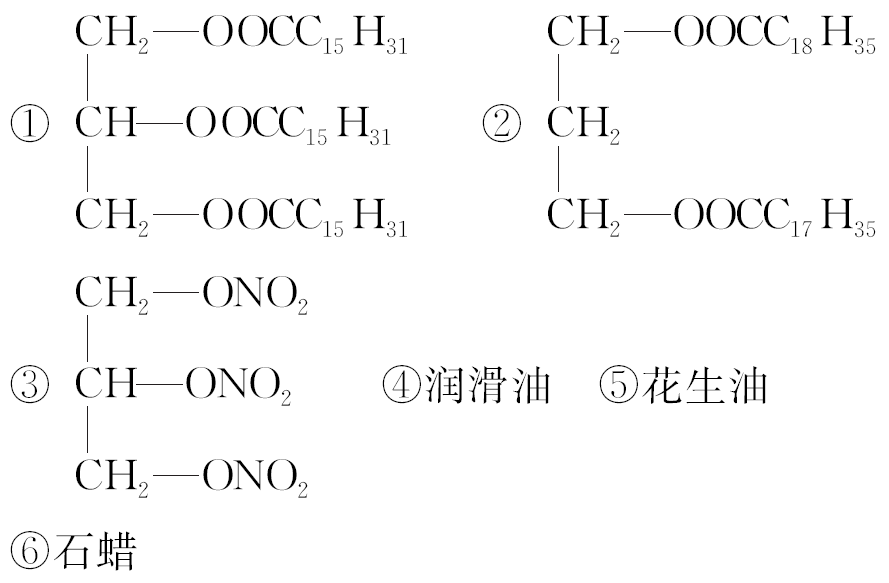 CH₂—OOCC₁₅H₃₁ CH₂—OOCC₁₈H₃₅
① CH—OOCC₁₅H₃₁ ② CH₂
CH₂—OOCC₁₅H₃₁ CH₂—OOCC₁₇H₃₅
CH₂—ONO₂
③ CH—ONO₂ ④润滑油 ⑤花生油
CH₂—ONO₂
⑥石蜡